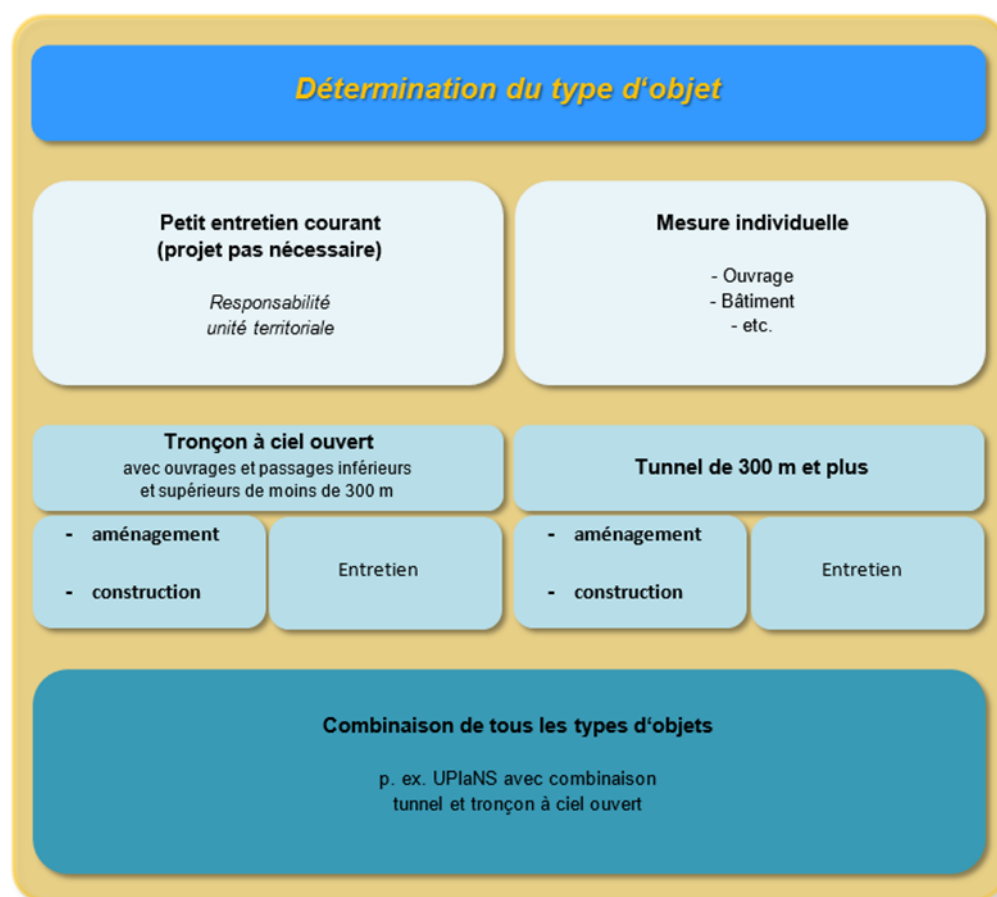 Détermination du type d‘objet
Petit entretien courant
(projet pas nécessaire)
Responsabilité
unité territoriale
Mesure individuelle
- Ouvrage
- Bâtiment
- etc.
Tronçon à ciel ouvert
avec ouvrages et passages inférieurs
et supérieurs de moins de 300 m
Tunnel de 300 m et plus
- aménagement
- construction
Entretien
- aménagement
- construction
Entretien
Combinaison de tous les types d‘objets
p. ex. UPlaNS avec combinaison
tunnel et tronçon à ciel ouvert